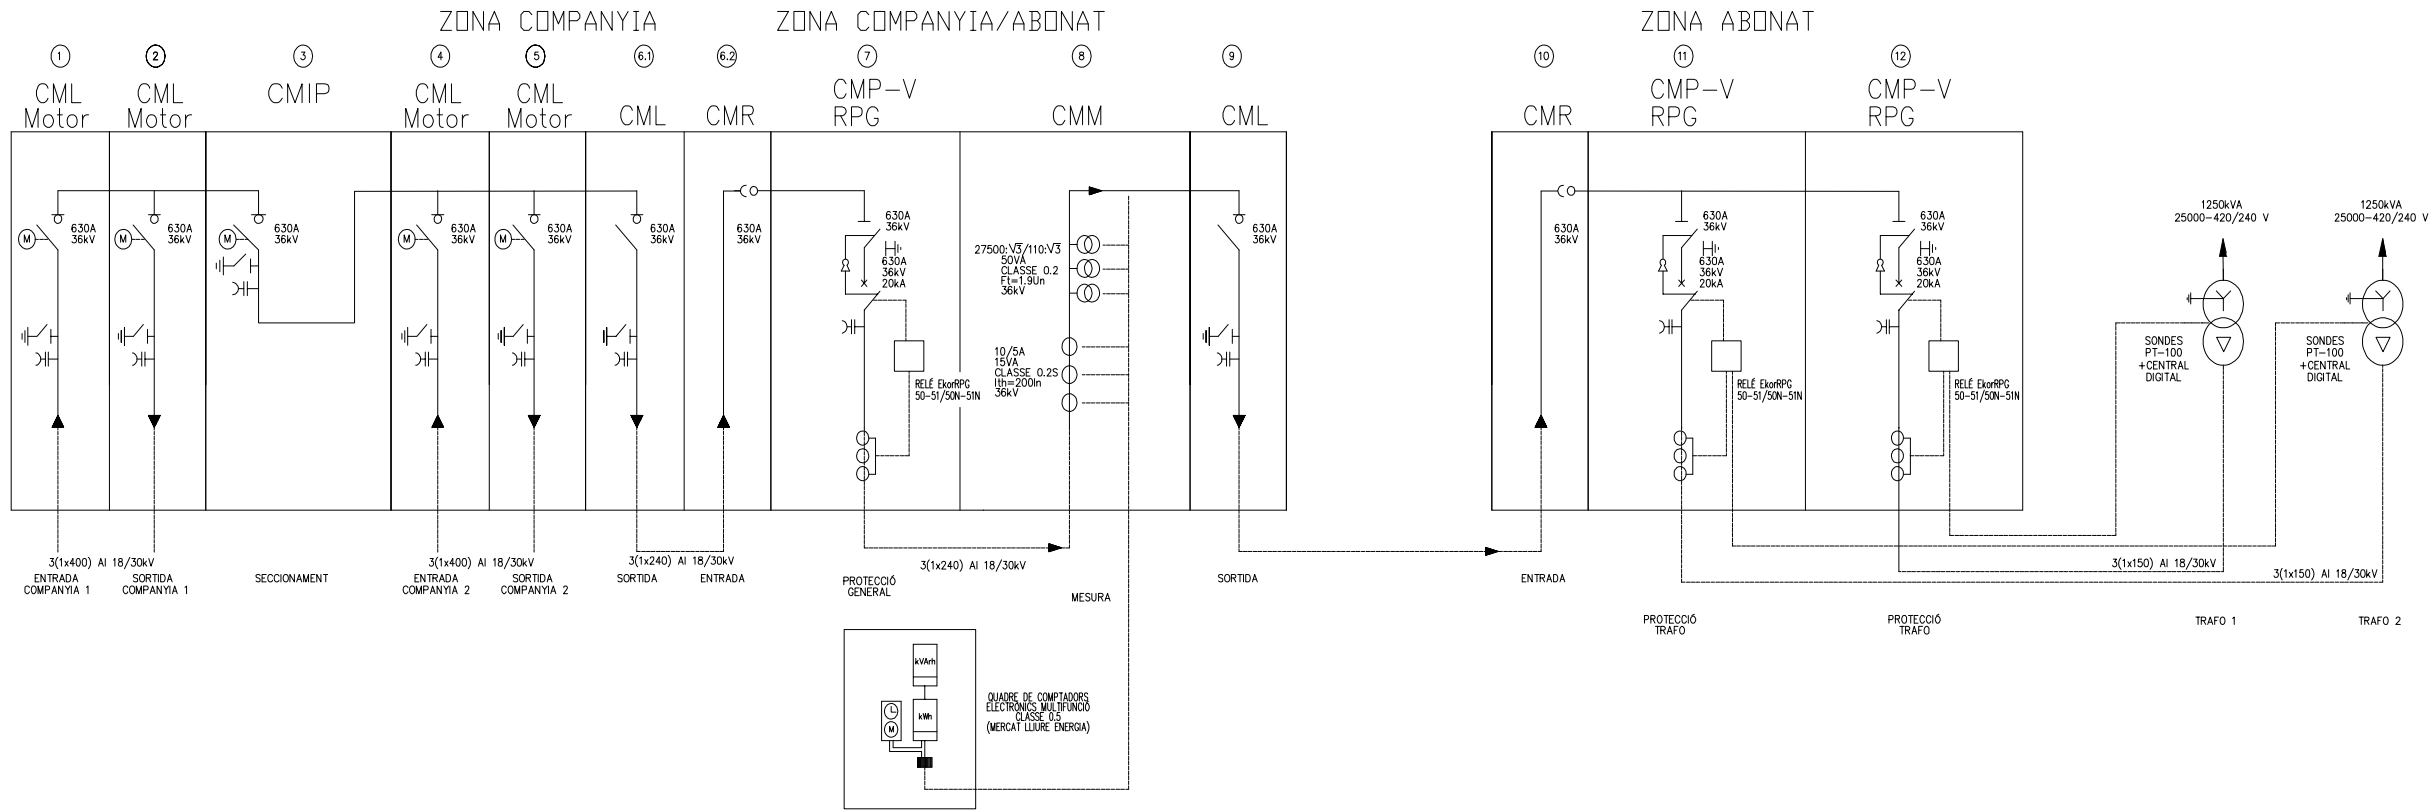 ZONA COMPANYIA
ZONA COMPANYIA/ABONAT
ZONA ABONAT
1
2
3
4
5
6.1
6.2
7
8
9
10
11
12
CML
Motor
CML
Motor
CMIP
CML
Motor
CML
Motor
CML
CMR
CMP-V
RPG
CMM
CML
CMR
CMP-V
RPG
CMP-V
RPG
M
630A
36kV
M
630A
36kV
M
630A
36kV
M
630A
36kV
M
630A
36kV
630A
36kV
630A
36kV
630A
36kV
630A
36kV
20kA
RELÉ EkorRPG
50-51/50N-51N
27500:√3/110:√3
50VA
CLASSE 0.2
Ft=1.9Un
36kV
10/5A
15VA
CLASSE 0.2S
Ith=200In
36kV
630A
36kV
630A
36kV
630A
36kV
630A
36kV
20kA
RELÉ EkorRPG
50-51/50N-51N
630A
36kV
630A
36kV
20kA
RELÉ EkorRPG
50-51/50N-51N
1250kVA
25000-420/240 V
SONDES
PT-100
+CENTRAL
DIGITAL
1250kVA
25000-420/240 V
SONDES
PT-100
+CENTRAL
DIGITAL
3(1x400) Al 18/30kV
ENTRADA
COMPANYIA 1
SORTIDA
COMPANYIA 1
SECCIONAMENT
3(1x400) Al 18/30kV
ENTRADA
COMPANYIA 2
SORTIDA
COMPANYIA 2
3(1x240) Al 18/30kV
SORTIDA
ENTRADA
PROTECCIÓ
GENERAL
3(1x240) Al 18/30kV
MESURA
SORTIDA
ENTRADA
PROTECCIÓ
TRAFO
PROTECCIÓ
TRAFO
3(1x150) Al 18/30kV
3(1x150) Al 18/30kV
TRAFO 1
TRAFO 2
kVArh
kWh
M
QUADRE DE COMPTADORS
ELECTRÒNICS MULTIFUNCIÓ
CLASSE 0.5
(MERCAT LLIURE ENERGIA)